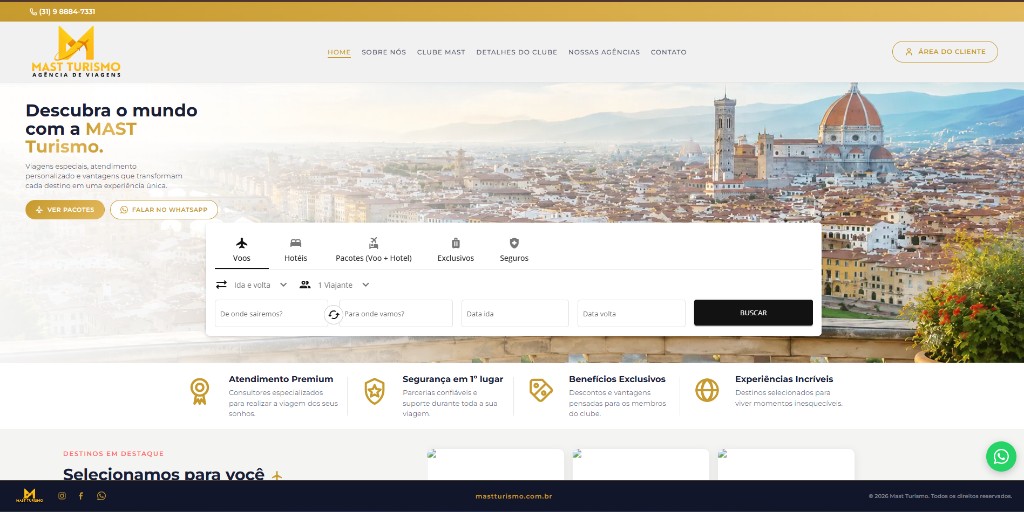 (31) 9 8884-7331
MAST TURISMO
AGÊNCIA DE VIAGENS
HOME SOBRE NÓS CLUBE MAST DETALHES DO CLUBE NOSSAS AGÊNCIAS CONTATO
ÁREA DO CLIENTE
Descubra o mundo
com a MAST
Turismo.
Viagens especiais, atendimento
personalizado e vantagens que transformam
cada destino em uma experiência única.
VER PACOTES FALAR NO WHATSAPP
Voos Hotéis Pacotes (Voo + Hotel) Exclusivos Seguros
Ida e volta 1 Viajante
De onde sairemos? Para onde vamos? Data ida Data volta BUSCAR
Atendimento Premium
Consultores especializados
para realizar a viagem dos seus
sonhos.
Segurança em 1º lugar
Parcerias confiáveis e
suporte durante toda a sua
viagem.
Benefícios Exclusivos
Descontos e vantagens
pensadas para os membros
do clube.
Experiências Incríveis
Destinos selecionados para
viver momentos inesquecíveis.
DESTINOS EM DESTAQUE
Selecionamos para você
MAST TURISMO
masttturismo.com.br
© 2026 Mast Turismo. Todos os direitos reservados.